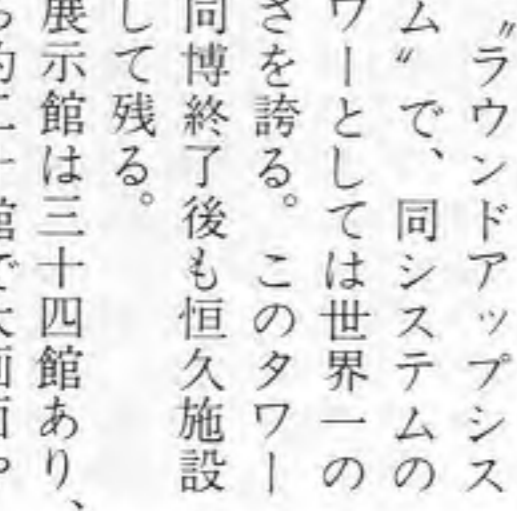 〝ラウンドアップシス
ム〟で、同システムの
ワーとしては世界一の
さを誇る。このタワー
同博終了後も恒久施設
して残る。
展示館は三十四館あり、